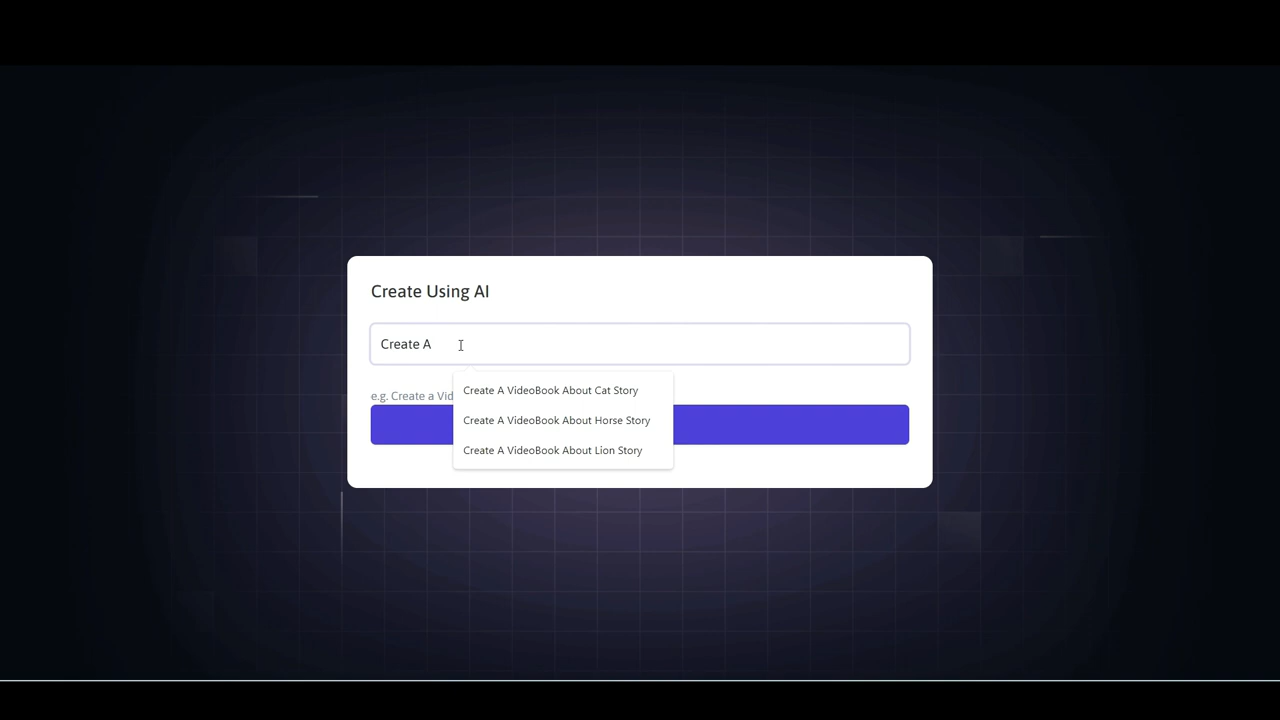 Create Using AI
Create A
e.g. Create a Vid
Create A VideoBook About Cat Story
Create A VideoBook About Horse Story
Create A VideoBook About Lion Story